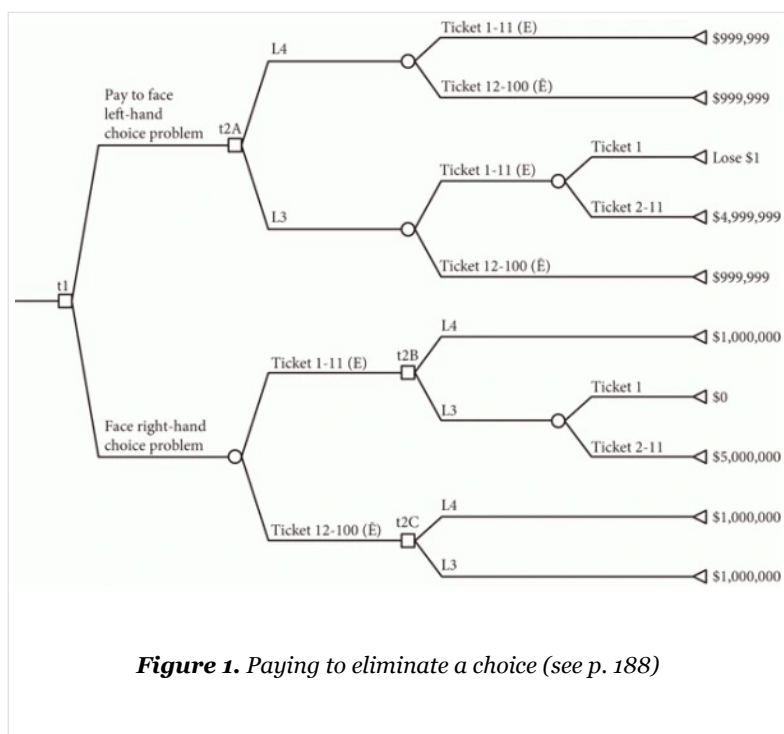 Ticket 1-11 (E)
$999,999
L4
Ticket 12-100 (Ē)
$999,999
Pay to face
left-hand
choice problem
t2A
Ticket 1
Lose $1
Ticket 1-11 (E)
Ticket 2-11
$4,999,999
L3
Ticket 12-100 (Ē)
$999,999
t1
L4
$1,000,000
Ticket 1-11 (E)
t2B
Ticket 1
$0
L3
Face right-hand
choice problem
Ticket 2-11
$5,000,000
L4
$1,000,000
Ticket 12-100 (Ē)
t2C
L3
$1,000,000
Figure 1. Paying to eliminate a choice (see p. 188)